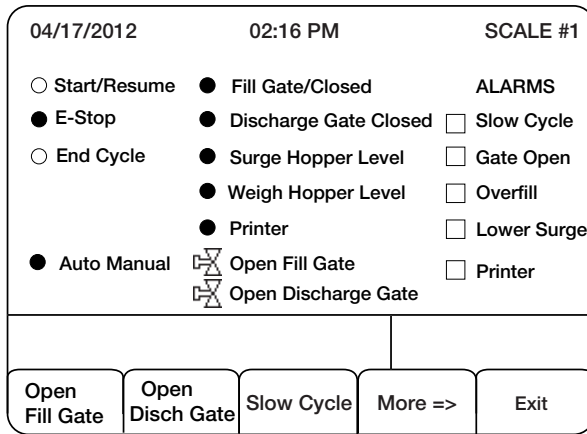 04/17/2012 02:16 PM SCALE #1
Start/Resume Fill Gate/Closed ALARMS
E-Stop Discharge Gate Closed Slow Cycle
End Cycle Surge Hopper Level Gate Open
Weigh Hopper Level Overfill
Printer Lower Surge
Auto Manual Open Fill Gate Printer
Open Discharge Gate
Open Fill Gate
Open Disch Gate
Slow Cycle
More =>
Exit